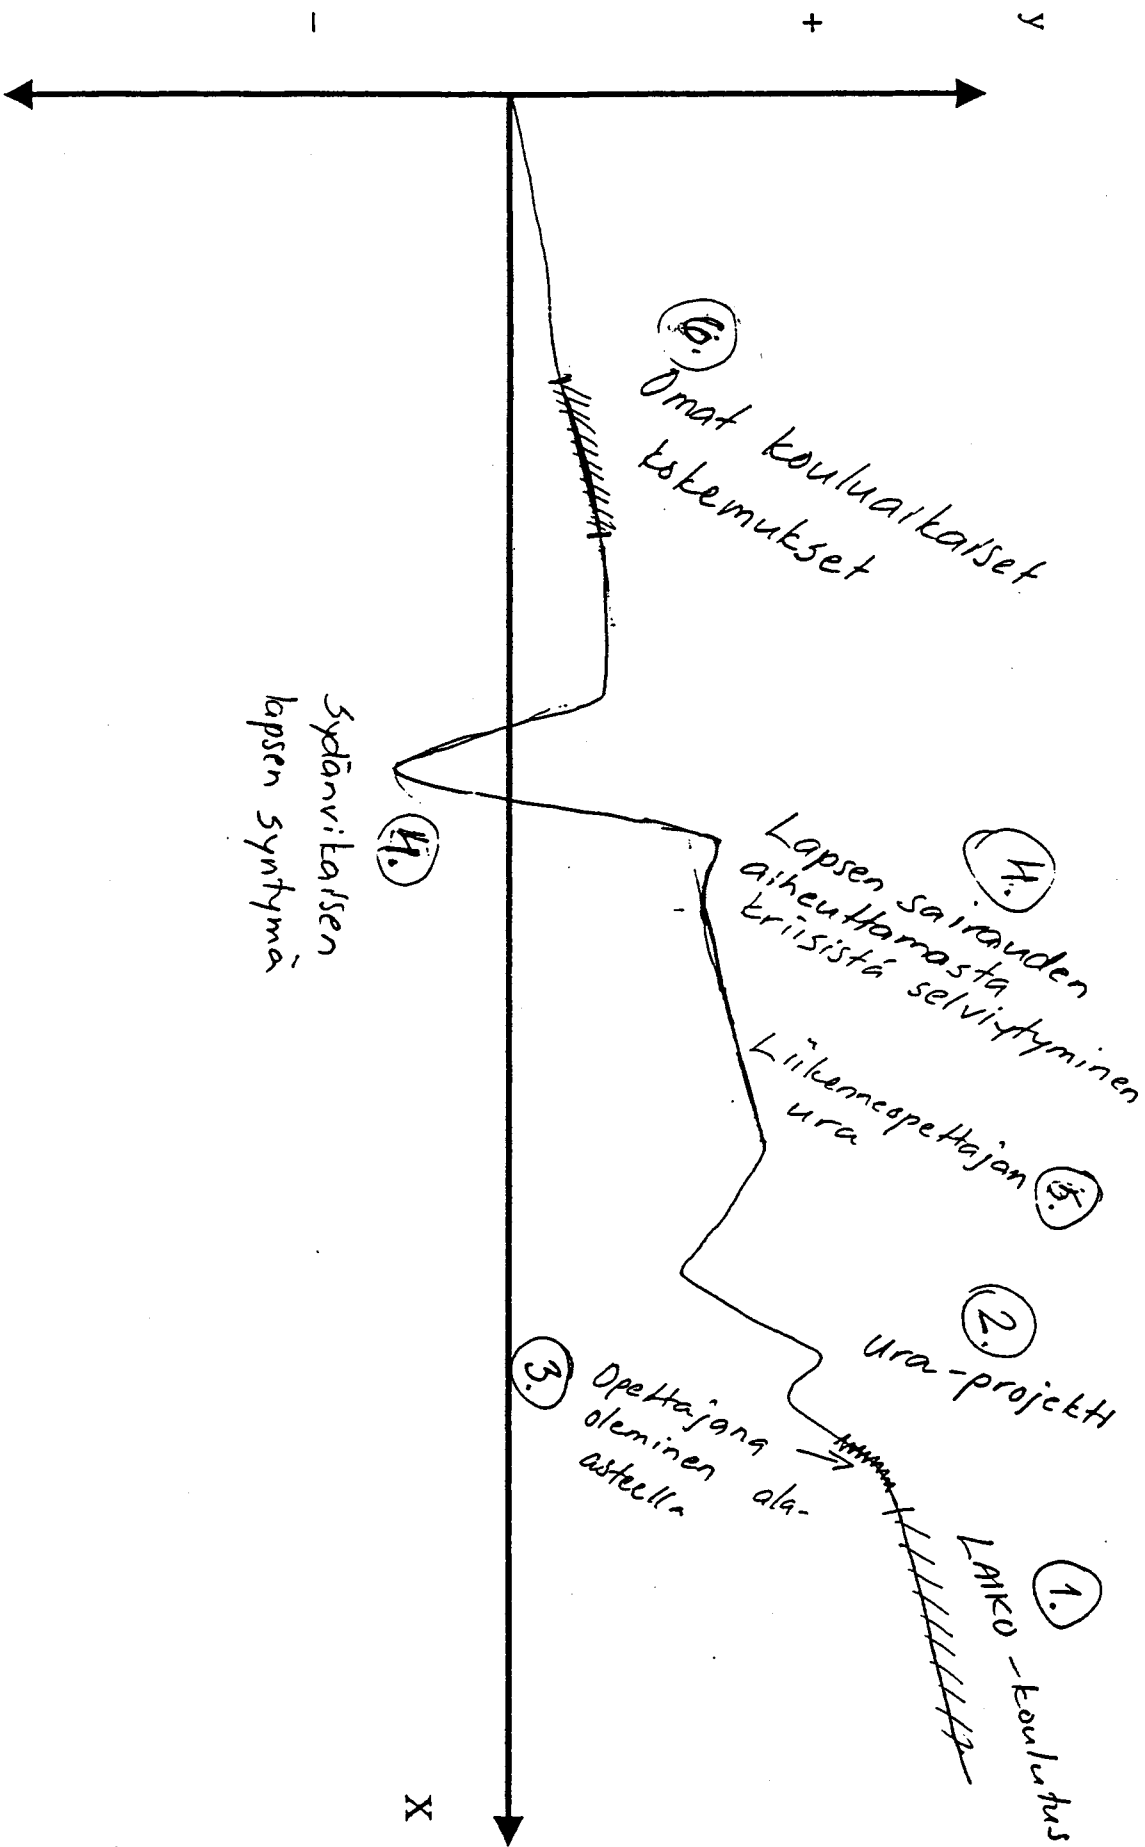 y
+
-
x
6.
Omat kouluaikaiset
kokemukset
4.
Sydänvikaisen
lapsen syntymä
4.
Lapsen sairauden
aiheuttamasta
kriisistä selviytyminen
Liikenneopettajan
ura
5.
2.
ura-projekti
3.
Opettajana
oleminen ala-
asteella
1.
LAIKO-koulutus